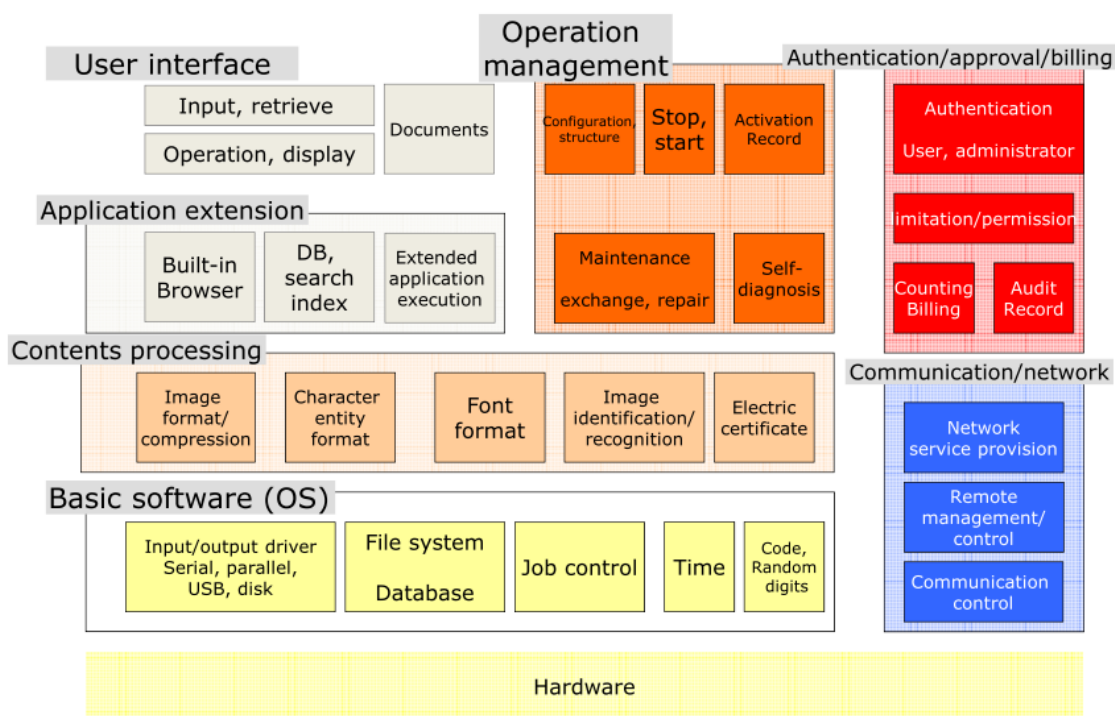 User interface
Input, retrieve
Operation, display
Documents
Operation
management
Configuration,
structure
Stop,
start
Activation
Record
Maintenance
exchange, repair
Self-
diagnosis
Authentication/approval/billing
Authentication
User, administrator
limitation/permission
Counting
Billing
Audit
Record
Application extension
Built-in
Browser
DB,
search
index
Extended
application
execution
Contents processing
Image
format/
compression
Character
entity
format
Font
format
Image
identification/
recognition
Electric
certificate
Communication/network
Network
service provision
Remote
management/
control
Communication
control
Basic software (OS)
Input/output driver
Serial, parallel,
USB, disk
File system
Database
Job control
Time
Code,
Random
digits
Hardware